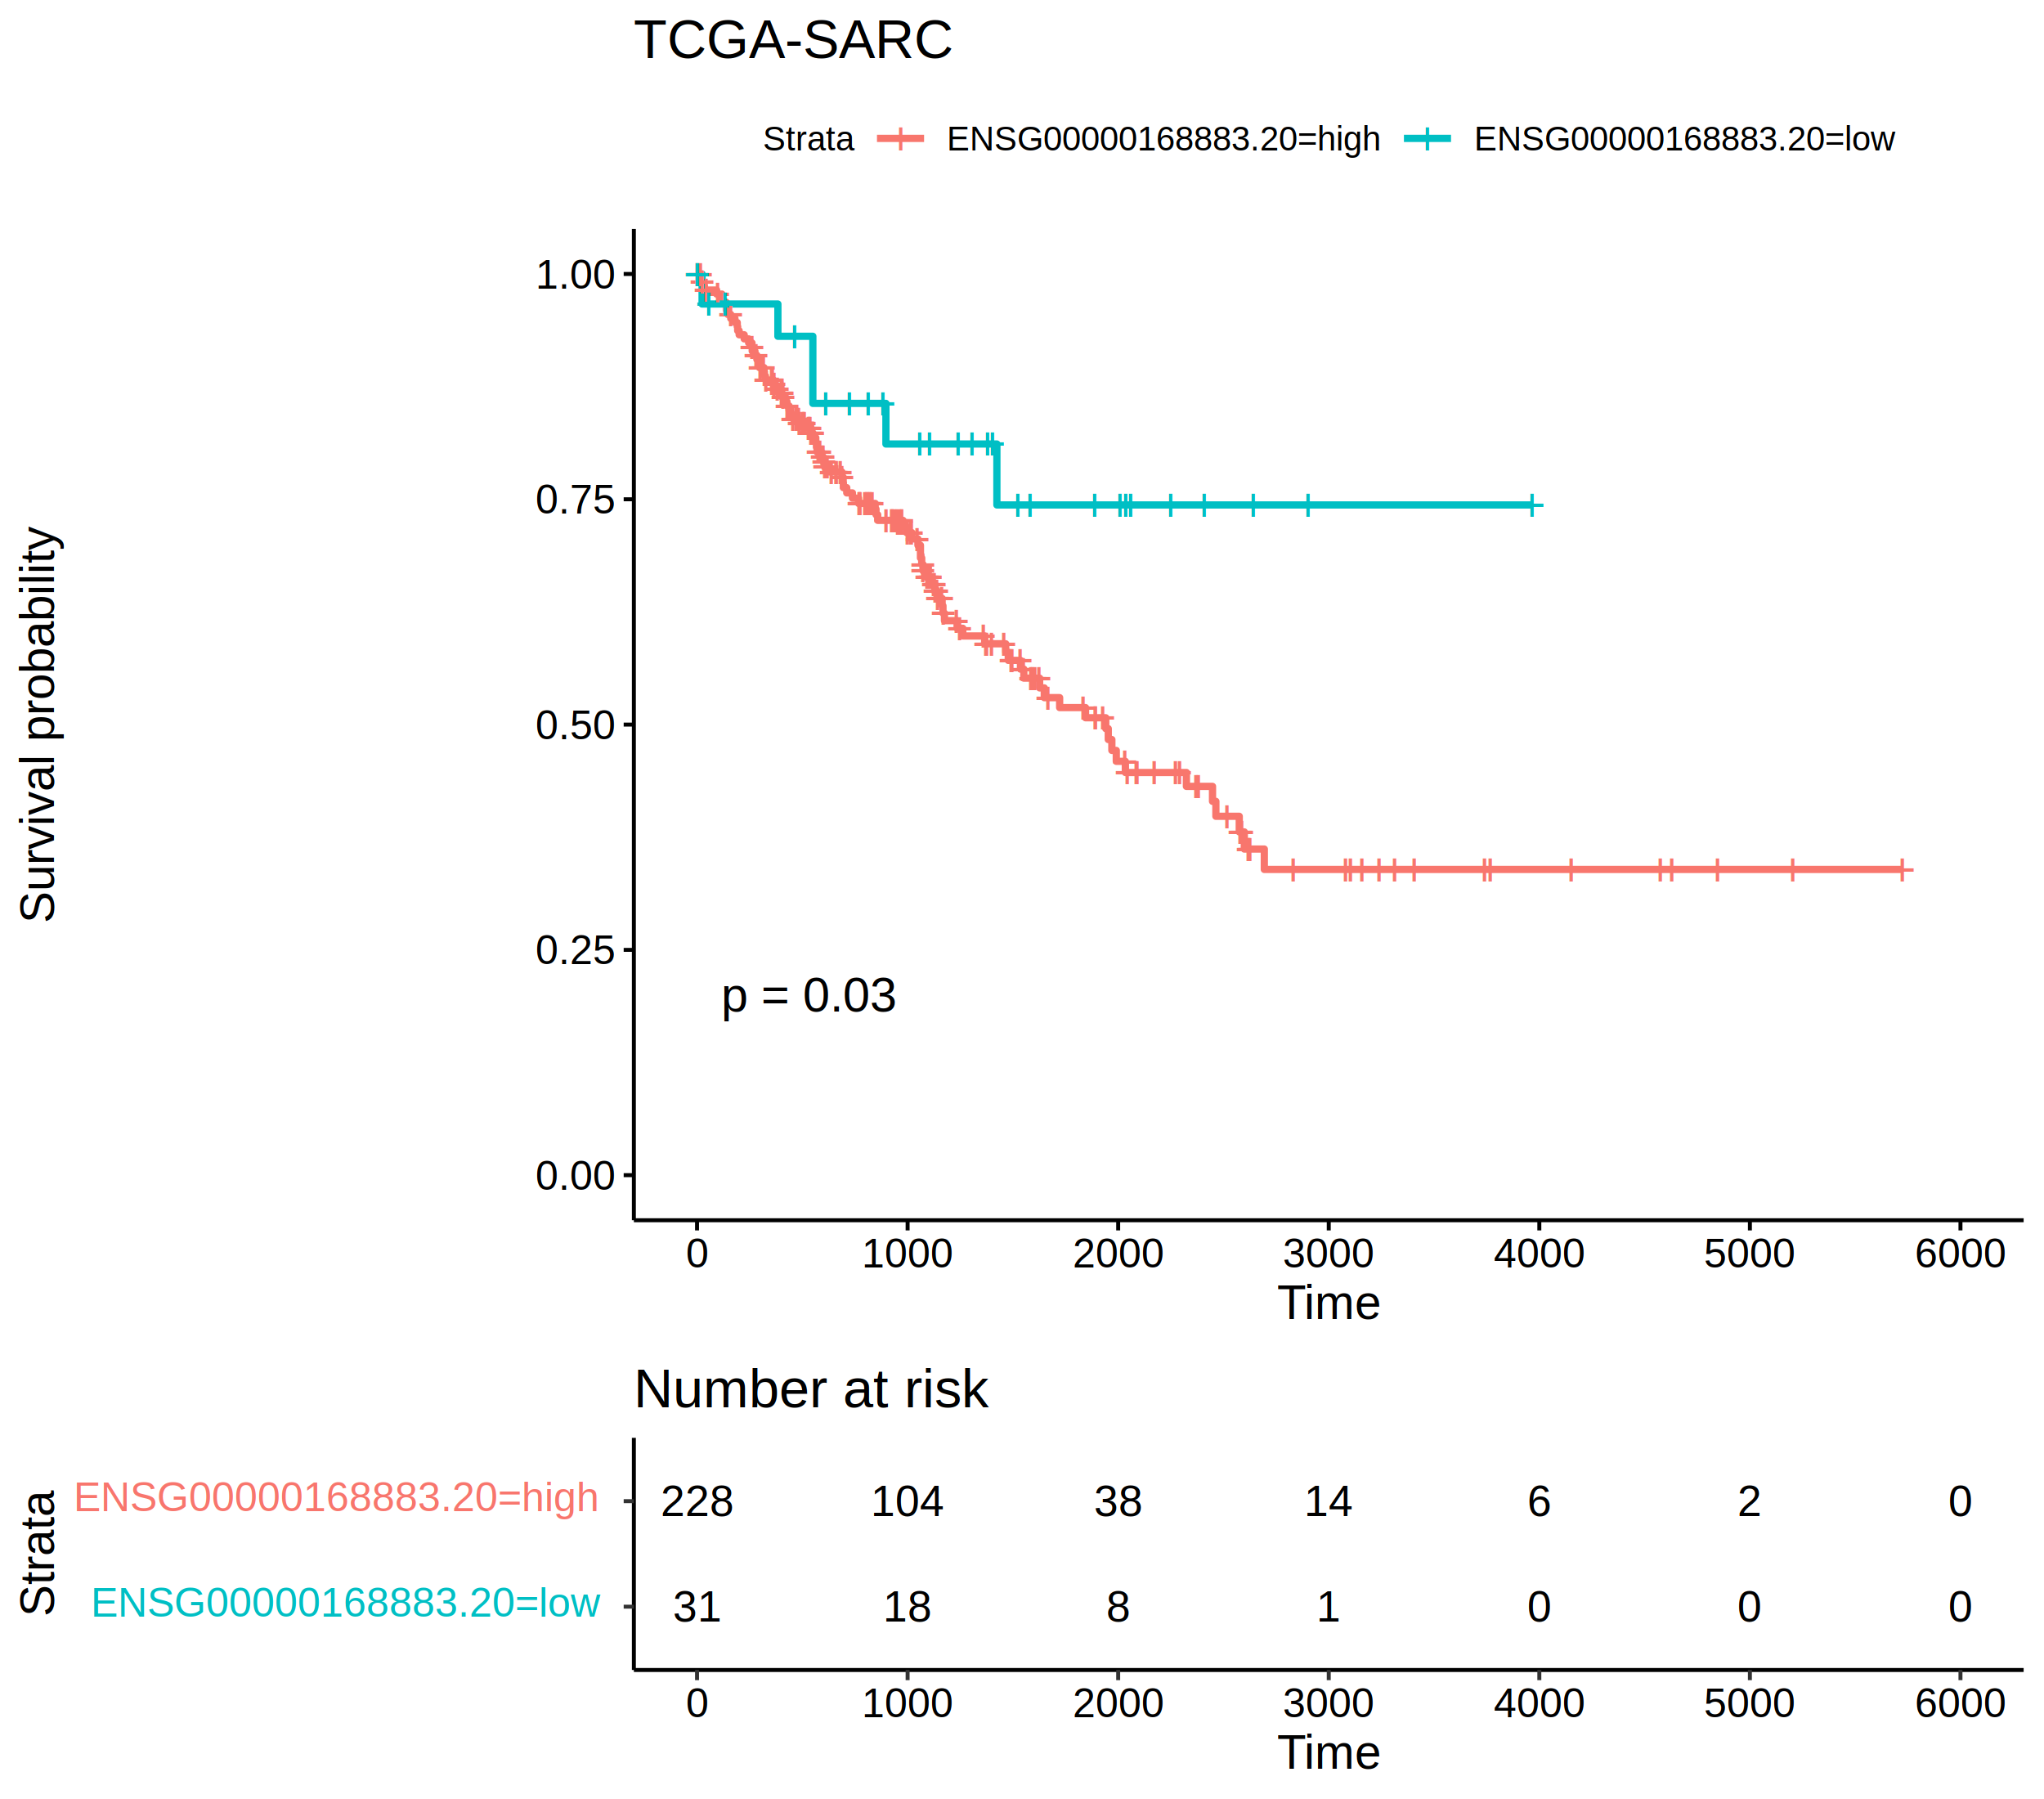 TCGA-SARC
Strata ENSG00000168883.20=high ENSG00000168883.20=low
Survival probability
1.00
0.75
0.50
0.25
0.00
p = 0.03
0 1000 2000 3000 4000 5000 6000
Time
Number at risk
Strata
ENSG00000168883.20=high 228 104 38 14 6 2 0
ENSG00000168883.20=low 31 18 8 1 0 0 0
0 1000 2000 3000 4000 5000 6000
Time